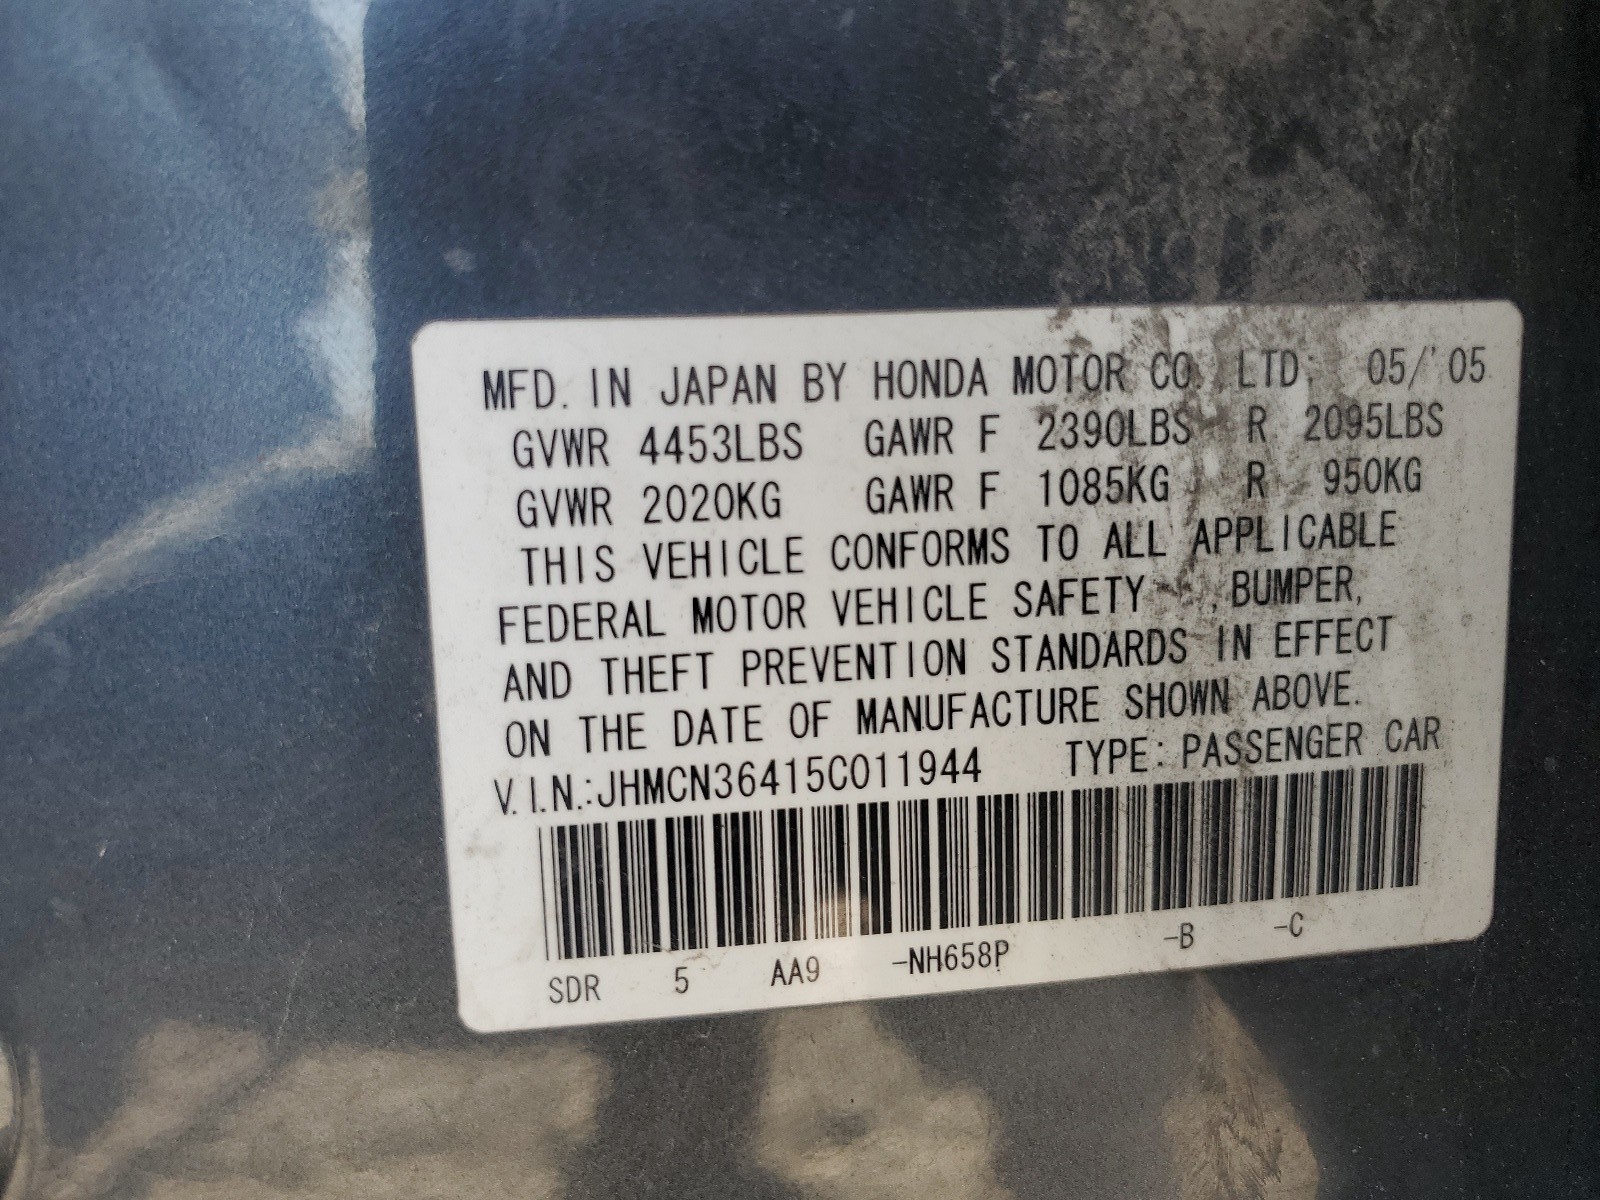 MFD. IN JAPAN BY HONDA MOTOR CO. LTD. 05/'05
GVWR 4453LBS GAWR F 2390LBS R 2095LBS
GVWR 2020KG GAWR F 1085KG R 950KG
THIS VEHICLE CONFORMS TO ALL APPLICABLE
FEDERAL MOTOR VEHICLE SAFETY , BUMPER,
AND THEFT PREVENTION STANDARDS IN EFFECT
ON THE DATE OF MANUFACTURE SHOWN ABOVE.
V.I.N.:JHMCN36415C011944 TYPE: PASSENGER CAR
SDR 5 AA9 -NH658P -B -C